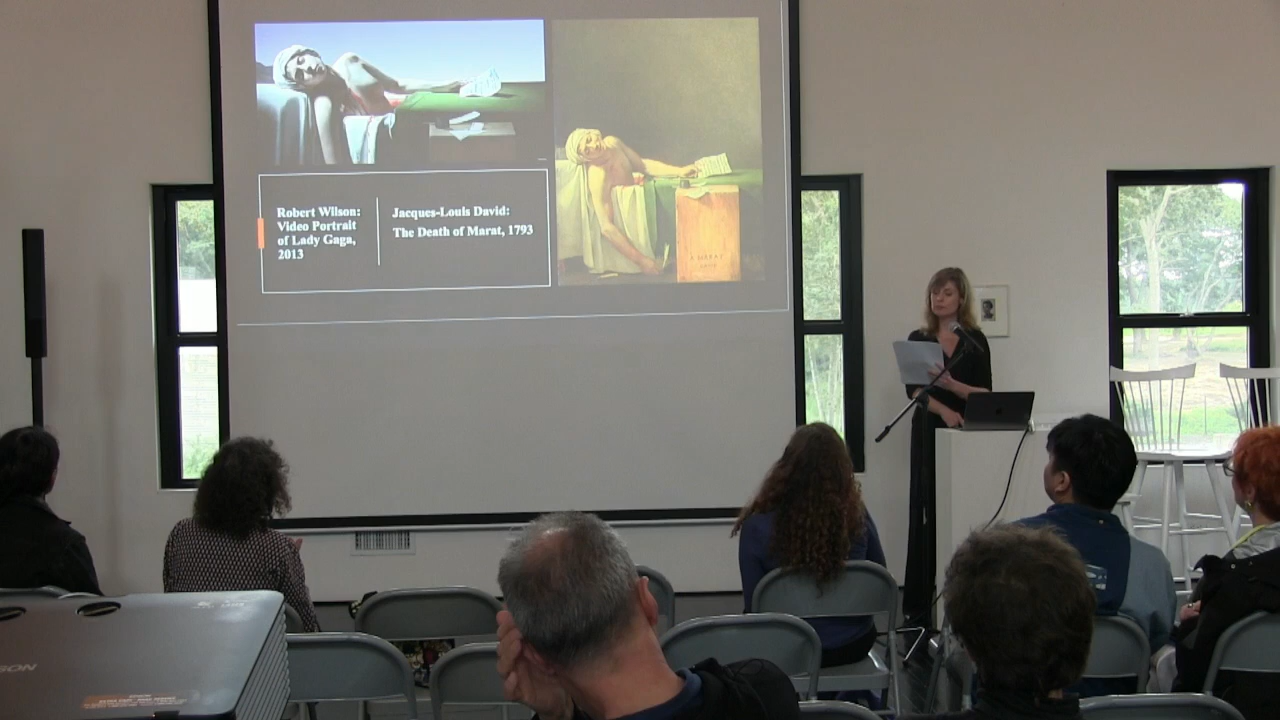 Robert Wilson:
Video Portrait
of Lady Gaga,
2013
Jacques-Louis David:
The Death of Marat, 1793